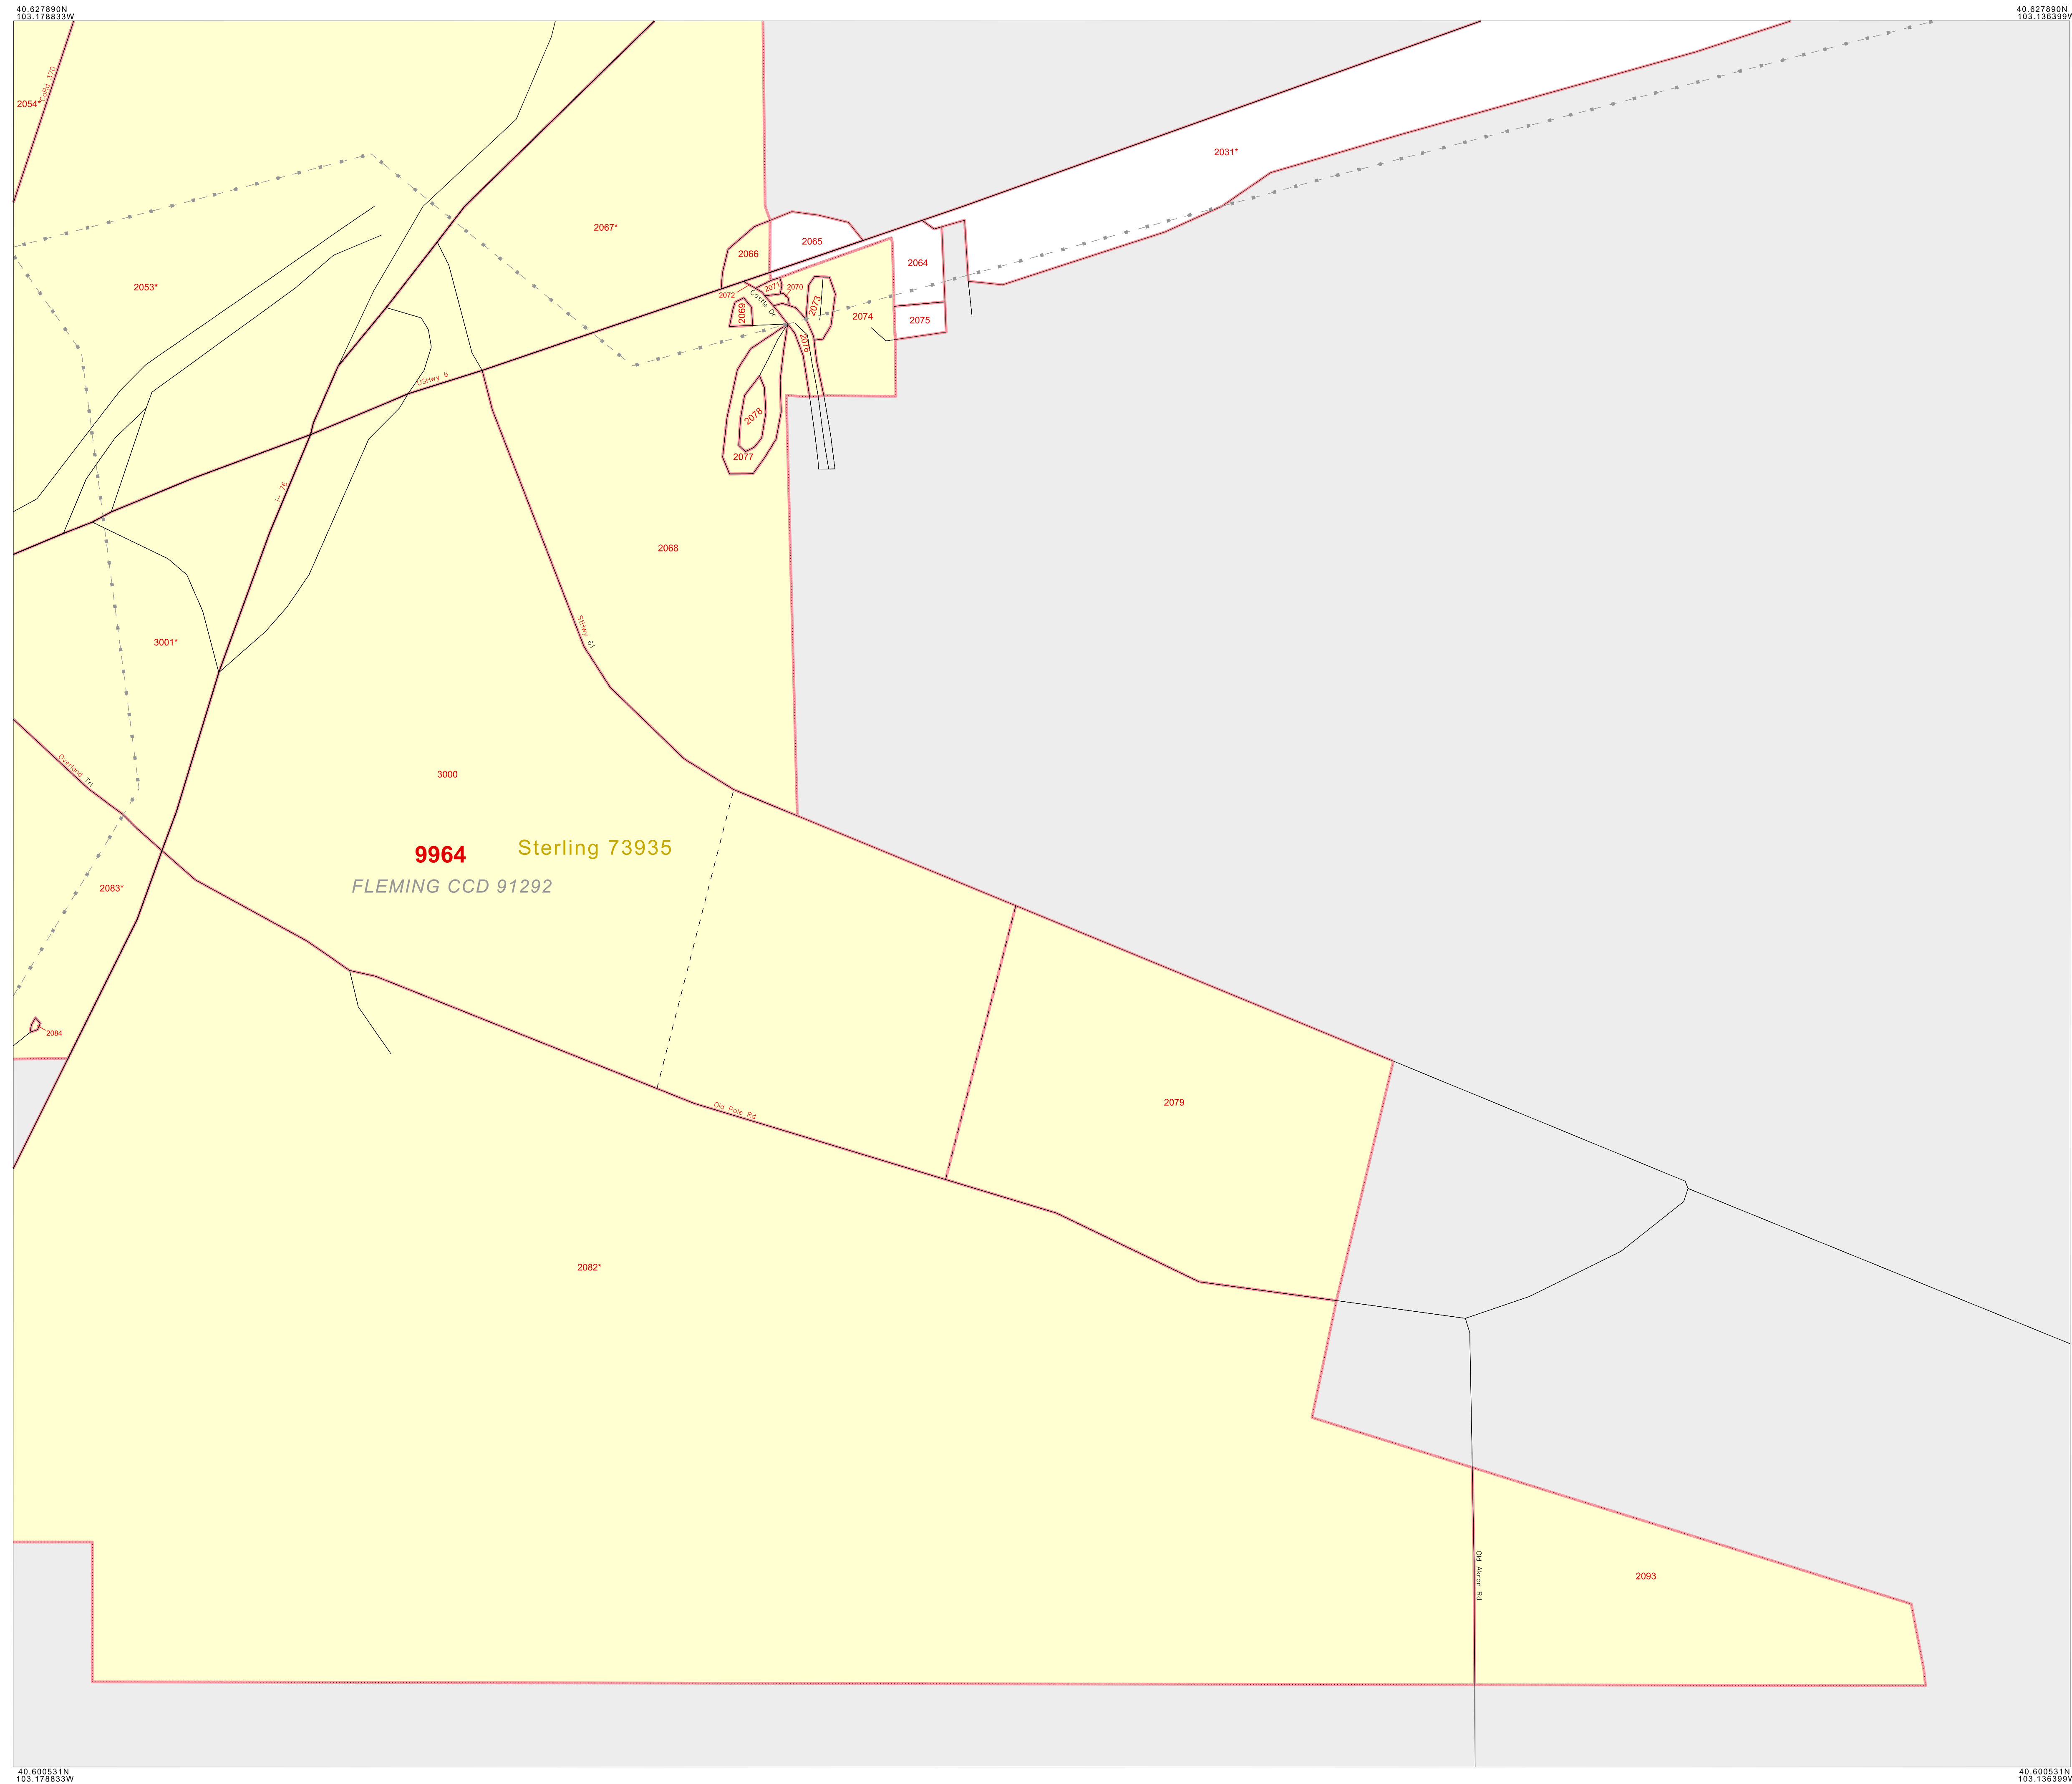 40.627890N
103.178833W
40.627890N
103.136399W
CoRd 370
2054*
2031*
2067*
2065
2066
2064
2053*
2071
2070
2072
Castle Dr
2073
2069
2074
2075
2076
USHwy 6
2078
2077
I- 76
2068
StHwy 61
3001*
Overland Trl
3000
Sterling 73935
9964
FLEMING CCD 91292
2083*
2084
2079
Old Pole Rd
2082*
Old Akron Rd
2093
40.600531N
103.178833W
40.600531N
103.136399W